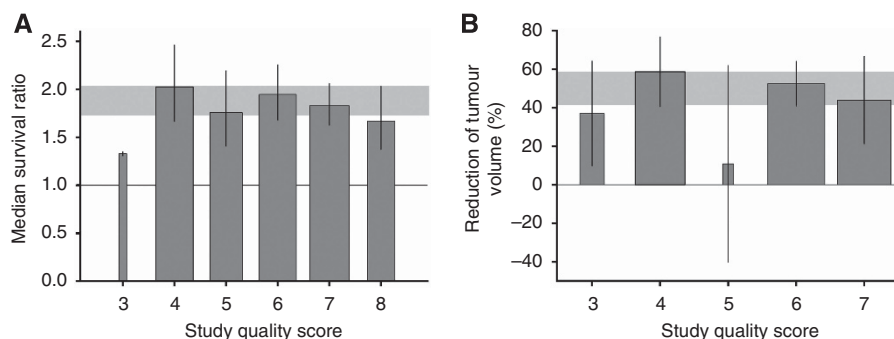 A
Median survival ratio
2.5
2.0
1.5
1.0
0.5
0.0
3 4 5 6 7 8
Study quality score
B
Reduction of tumour
volume (%)
80
60
40
20
0
–20
–40
3 4 5 6 7
Study quality score